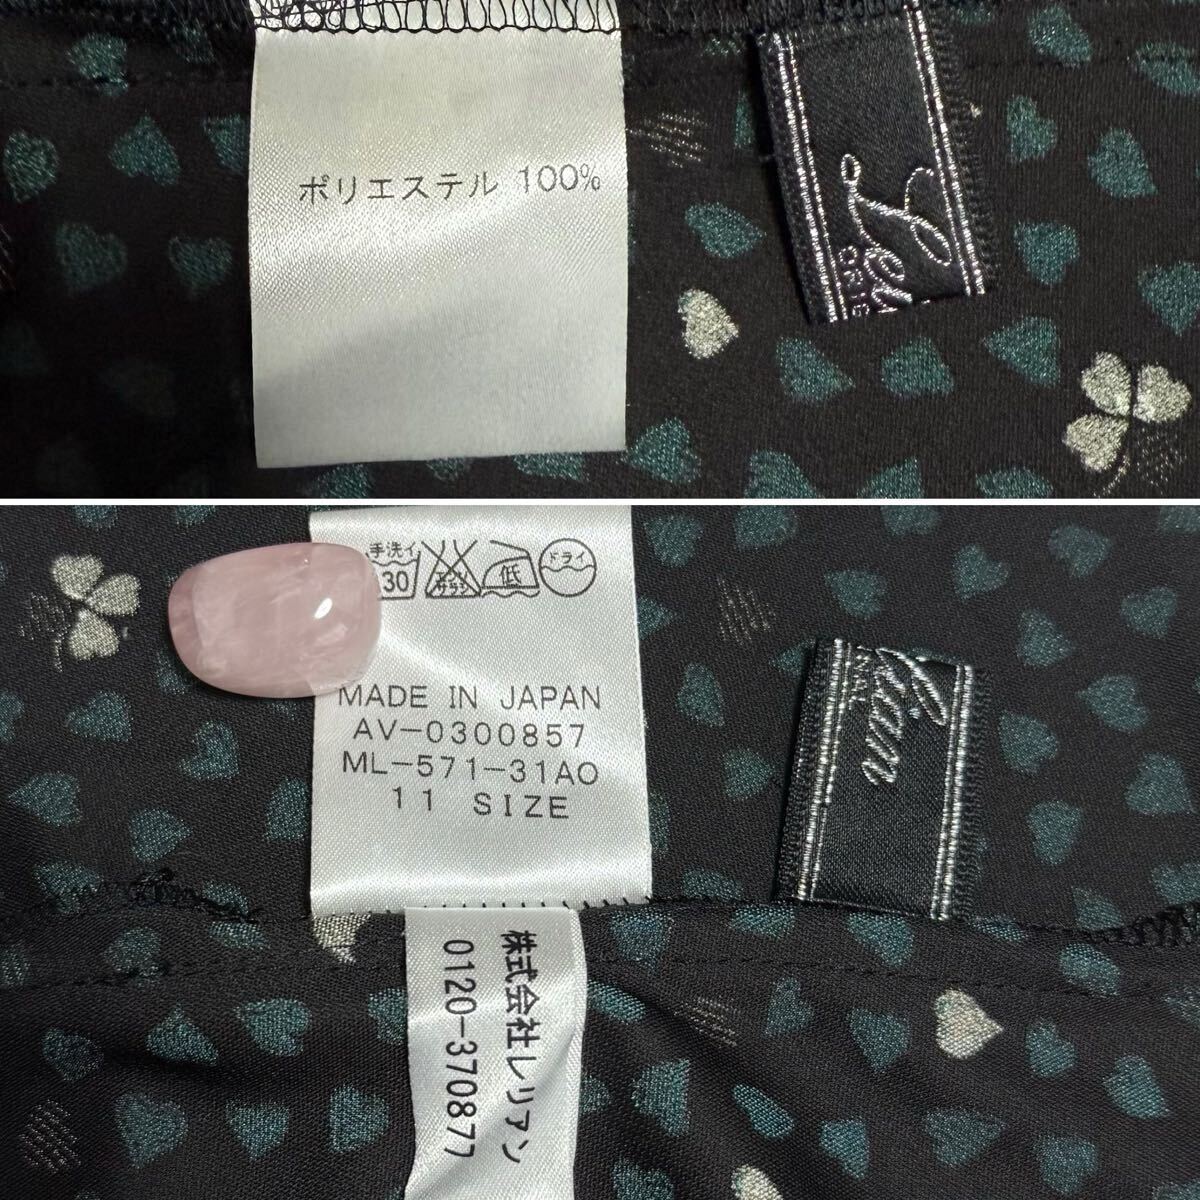 ポリエステル 100%
手洗イ
30
エンソ
サラシ
低
ドライ
MADE IN JAPAN
AV-0300857
ML-571-31AO
11 SIZE
株式会社レリアン
0120-370877